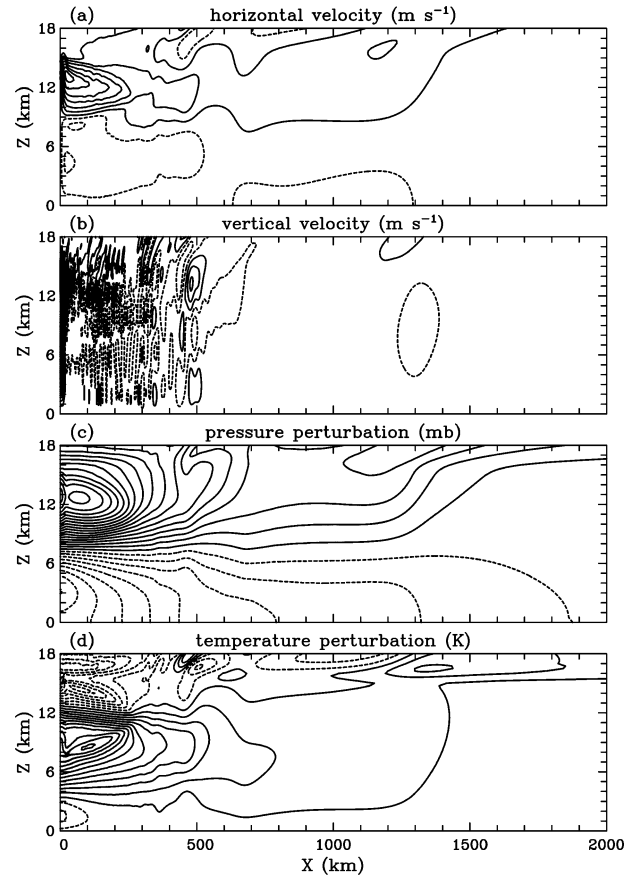 (a) horizontal velocity (m s⁻¹)
18
12
6
0
Z (km)
(b) vertical velocity (m s⁻¹)
18
12
6
0
Z (km)
(c) pressure perturbation (mb)
18
12
6
0
Z (km)
(d) temperature perturbation (K)
18
12
6
0
Z (km)
0 500 1000 1500 2000
X (km)